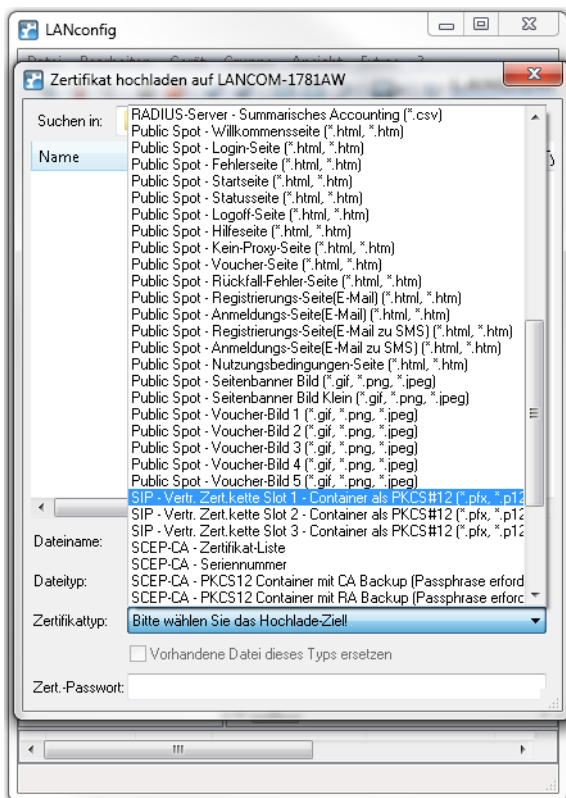 LANconfig
Datei Bearbeiten Gerät Gruppe Ansicht Extras ?
Zertifikat hochladen auf LANCOM-1781AW
Suchen in:
Name
RADIUS-Server - Summarisches Accounting (*.csv)
Public Spot - Willkommensseite (*.html, *.htm)
Public Spot - Login-Seite (*.html, *.htm)
Public Spot - Fehlerseite (*.html, *.htm)
Public Spot - Startseite (*.html, *.htm)
Public Spot - Statusseite (*.html, *.htm)
Public Spot - Logoff-Seite (*.html, *.htm)
Public Spot - Hilfeseite (*.html, *.htm)
Public Spot - Kein-Proxy-Seite (*.html, *.htm)
Public Spot - Voucher-Seite (*.html, *.htm)
Public Spot - Rückfall-Fehler-Seite (*.html, *.htm)
Public Spot - Registrierungs-Seite(E-Mail) (*.html, *.htm)
Public Spot - Anmeldungs-Seite(E-Mail) (*.html, *.htm)
Public Spot - Registrierungs-Seite(E-Mail zu SMS) (*.html, *.htm)
Public Spot - Anmeldungs-Seite(E-Mail zu SMS) (*.html, *.htm)
Public Spot - Nutzungsbedingungen-Seite (*.html, *.htm)
Public Spot - Seitenbanner Bild (*.gif, *.png, *.jpeg)
Public Spot - Seitenbanner Bild Klein (*.gif, *.png, *.jpeg)
Public Spot - Voucher-Bild 1 (*.gif, *.png, *.jpeg)
Public Spot - Voucher-Bild 2 (*.gif, *.png, *.jpeg)
Public Spot - Voucher-Bild 3 (*.gif, *.png, *.jpeg)
Public Spot - Voucher-Bild 4 (*.gif, *.png, *.jpeg)
Public Spot - Voucher-Bild 5 (*.gif, *.png, *.jpeg)
SIP - Vertr. Zert.kette Slot 1 - Container als PKCS#12 (*.pfx, *.p12
SIP - Vertr. Zert.kette Slot 2 - Container als PKCS#12 (*.pfx, *.p12
SIP - Vertr. Zert.kette Slot 3 - Container als PKCS#12 (*.pfx, *.p12
Dateiname:
SCEP-CA - Zertifikat-Liste
SCEP-CA - Seriennummer
Dateityp:
SCEP-CA - PKCS12 Container mit CA Backup (Passphrase erford
SCEP-CA - PKCS12 Container mit RA Backup (Passphrase erford
Zertifikattyp: Bitte wählen Sie das Hochlade-Ziel!
Vorhandene Datei dieses Typs ersetzen
Zert.-Passwort: